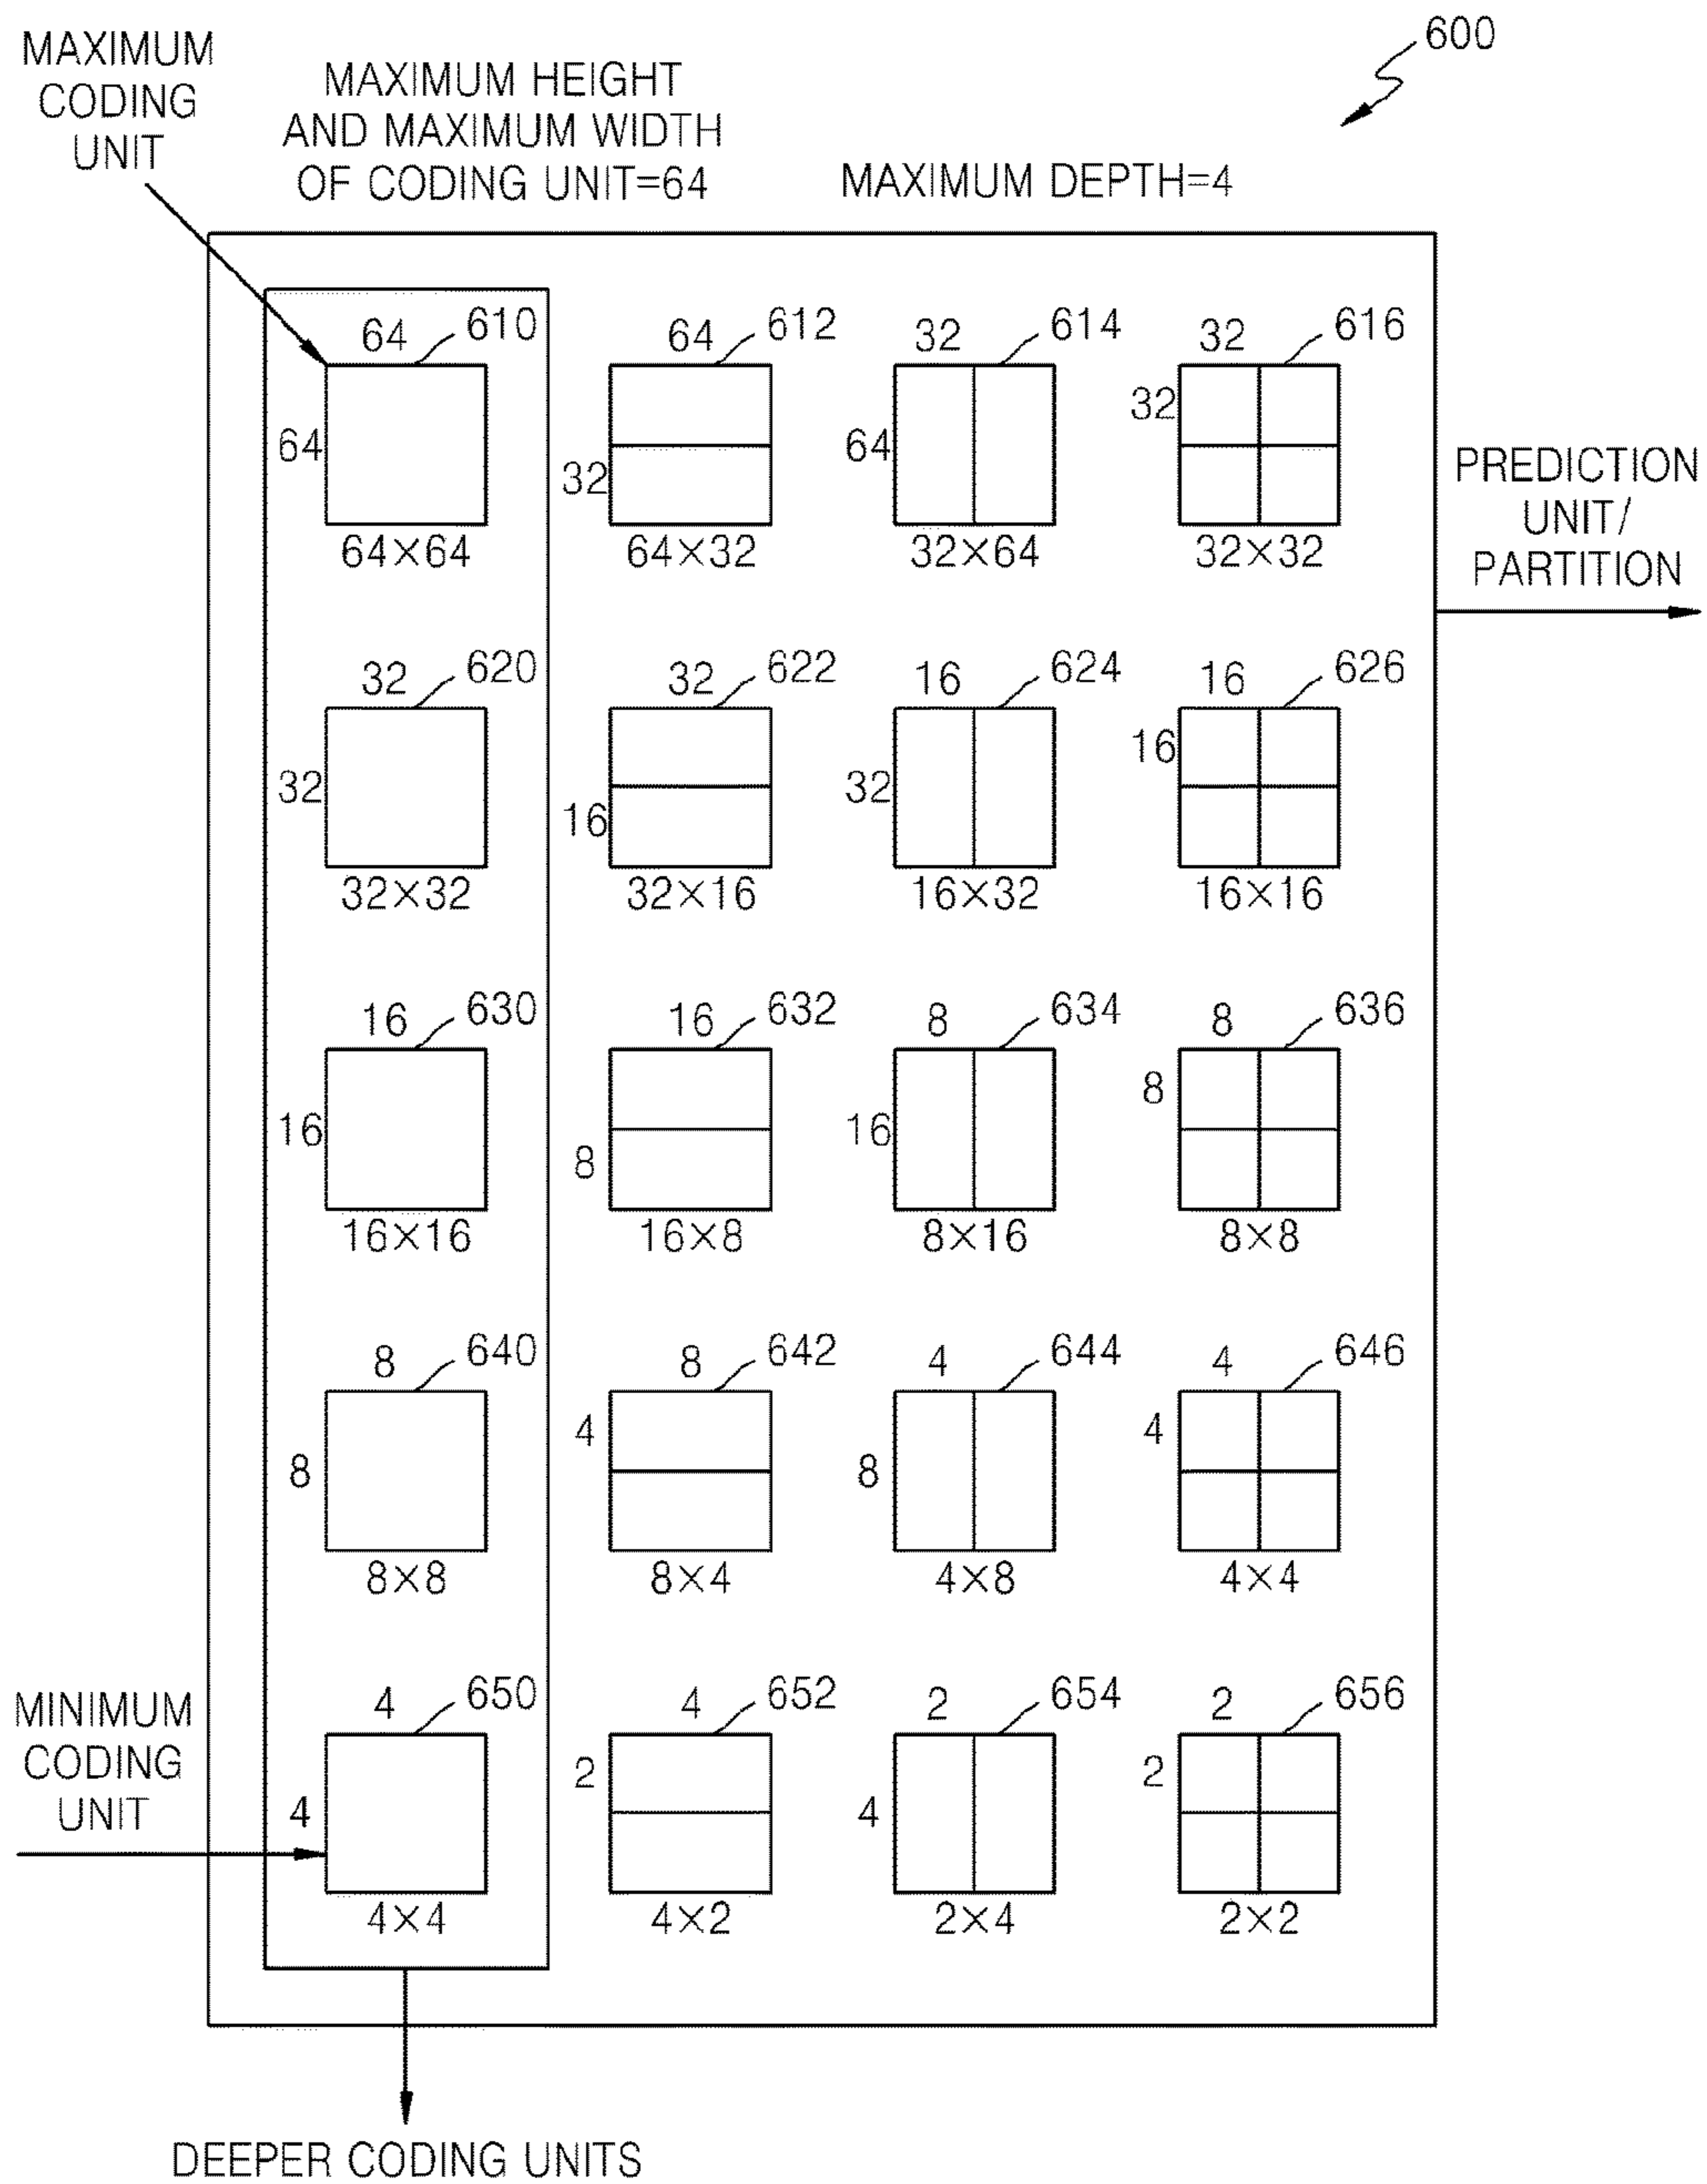 600
MAXIMUM
CODING
UNIT
MAXIMUM HEIGHT
AND MAXIMUM WIDTH
OF CODING UNIT=64
MAXIMUM DEPTH=4
64 610 64 612 32 614 32 616
64 32 64 32
64×64 64×32 32×64 32×32
PREDICTION
UNIT/
PARTITION
32 620 32 622 16 624 16 626
32 16 32 16
32×32 32×16 16×32 16×16
16 630 16 632 8 634 8 636
16 8 16 8
16×16 16×8 8×16 8×8
8 640 8 642 4 644 4 646
8 4 8 4
8×8 8×4 4×8 4×4
MINIMUM
CODING
UNIT
4 650 4 652 2 654 2 656
4 2 4 2
4×4 4×2 2×4 2×2
DEEPER CODING UNITS